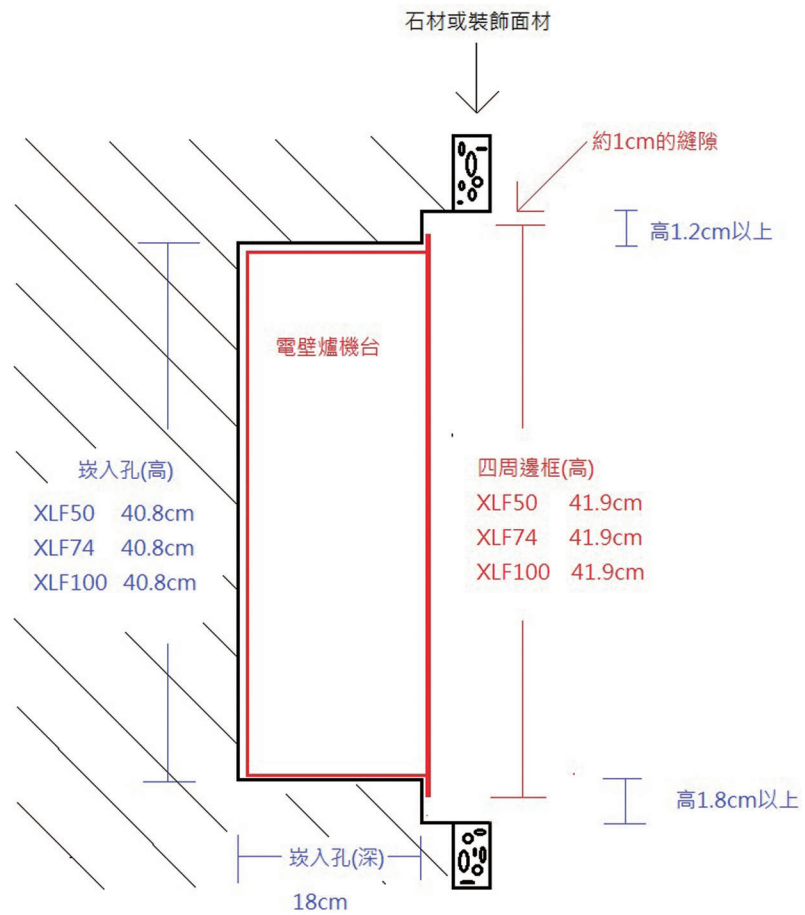 石材或裝飾面材
約1cm的縫隙
高1.2cm以上
電壁爐機台
崁入孔(高)
XLF50 40.8cm
XLF74 40.8cm
XLF100 40.8cm
四周邊框(高)
XLF50 41.9cm
XLF74 41.9cm
XLF100 41.9cm
高1.8cm以上
崁入孔(深)
18cm